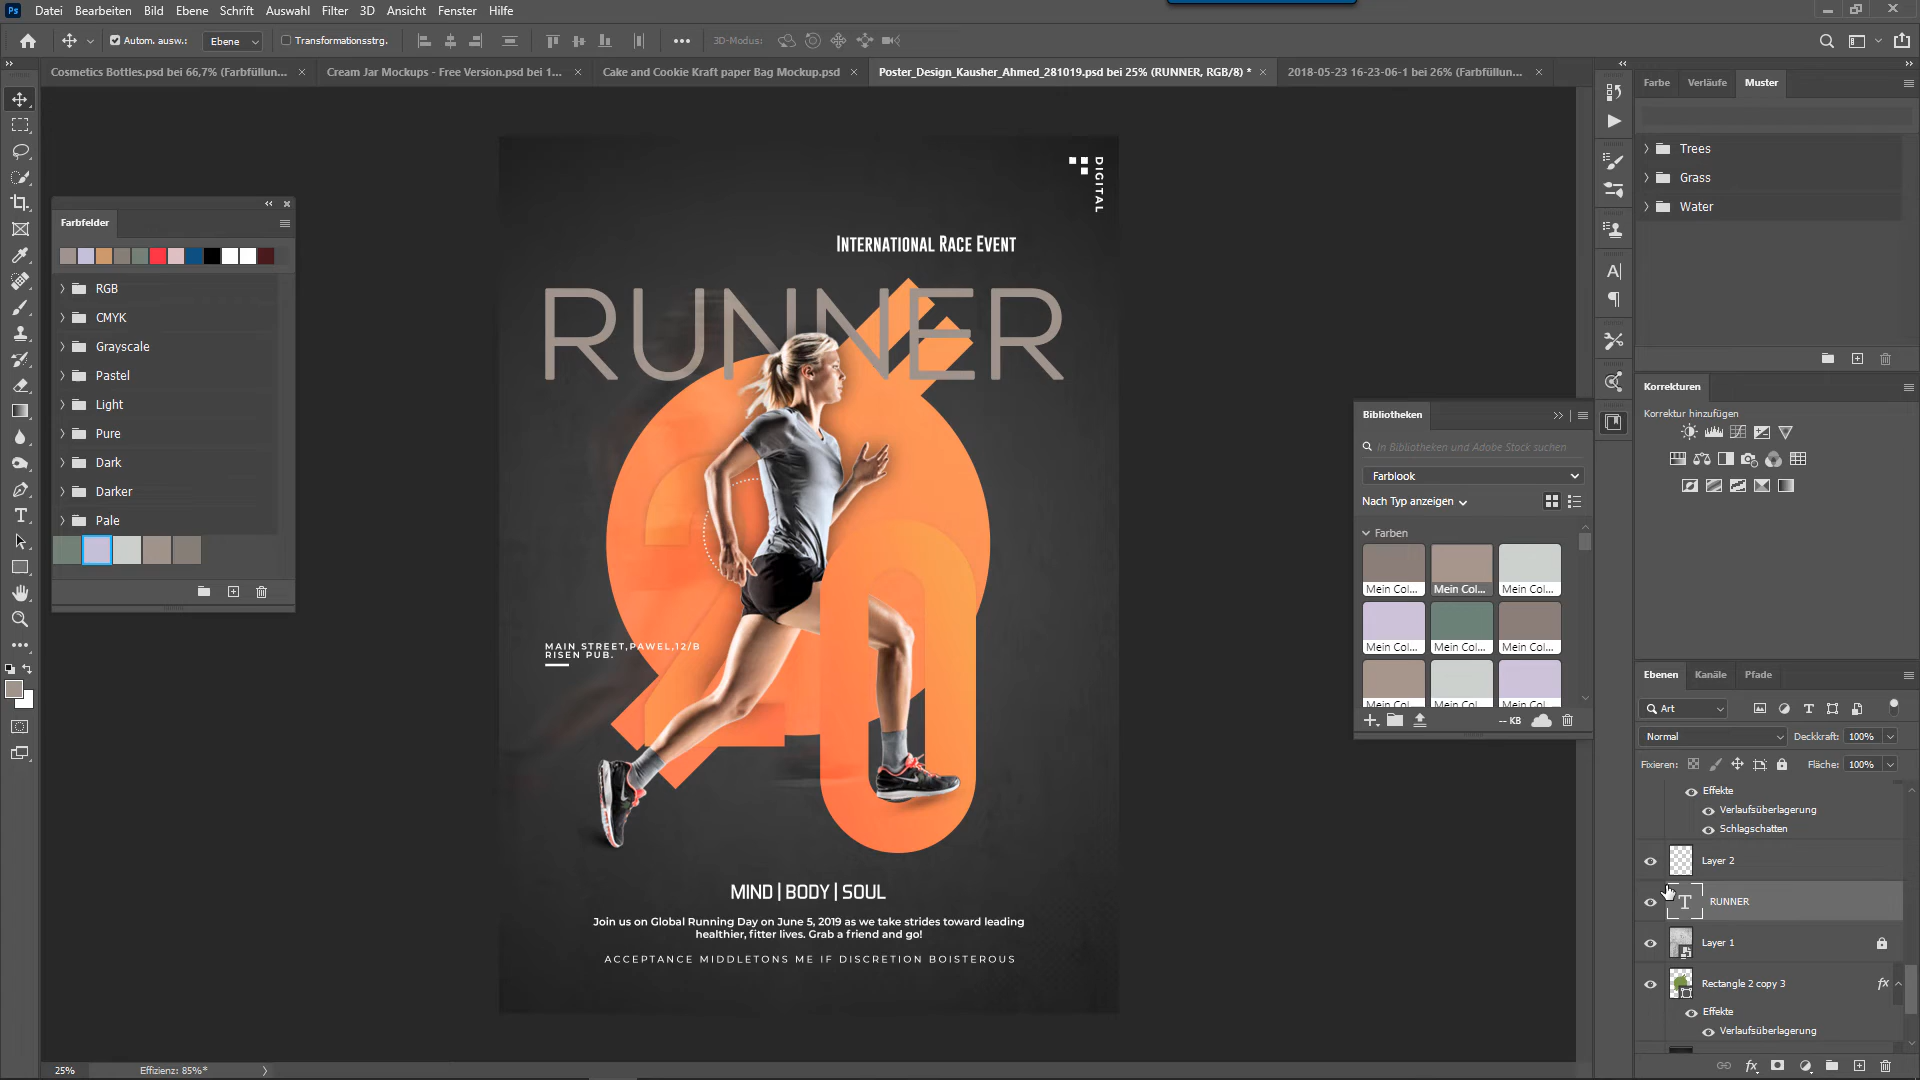 Ps Datei Bearbeiten Bild Ebene Schrift Auswahl Filter 3D Ansicht Fenster Hilfe
Autom. ausw.: Ebene Transformationsstrg. 3D-Modus:
Cosmetics Bottles.psd bei 66,7% (Farbfüllun...
Cream Jar Mockups - Free Version.psd bei 1...
Cake and Cookie Kraft paper Bag Mockup.psd
Poster_Design_Kausher_Ahmed_281019.psd bei 25% (RUNNER, RGB/8) *
2018-05-23 16-23-06-1 bei 26% (Farbfüllun...
Farbfelder
RGB
CMYK
Grayscale
Pastel
Light
Pure
Dark
Darker
Pale
DIGITAL
INTERNATIONAL RACE EVENT
RUNNER
MAIN STREET,PAWEL,12/B
RISEN PUB.
MIND | BODY | SOUL
Join us on Global Running Day on June 5, 2019 as we take strides toward leading
healthier, fitter lives. Grab a friend and go!
ACCEPTANCE MIDDLETONS ME IF DISCRETION BOISTEROUS
Bibliotheken
In Bibliotheken und Adobe Stock suchen
Farblook
Nach Typ anzeigen
Farben
Mein Col... Mein Col... Mein Col...
Mein Col... Mein Col... Mein Col...
Mein Col... Mein Col... Mein Col...
-- KB
Farbe Verläufe Muster
Trees
Grass
Water
Korrekturen
Korrektur hinzufügen
Ebenen Kanäle Pfade
Art
Normal Deckkraft: 100%
Fixieren: Fläche: 100%
Effekte
Verlaufsüberlagerung
Schlagschatten
Layer 2
T RUNNER
Layer 1
Rectangle 2 copy 3 fx
Effekte
Verlaufsüberlagerung
25% Effizienz: 85%*